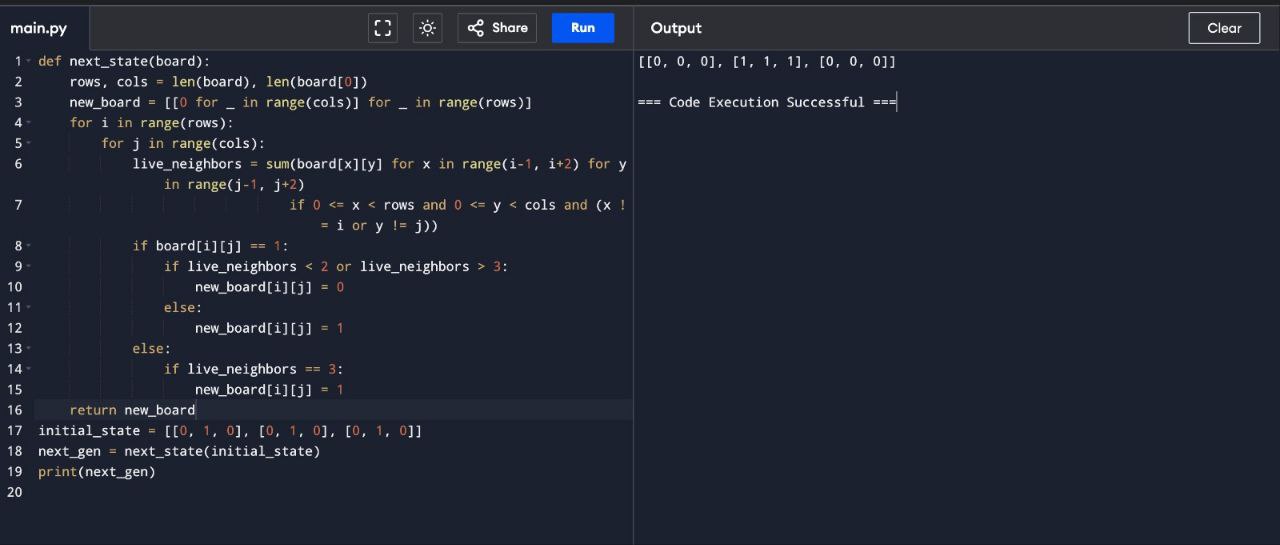 main.py
Share
Run
Output
Clear
1 def next_state(board):
2     rows, cols = len(board), len(board[0])
3     new_board = [[0 for _ in range(cols)] for _ in range(rows)]
4     for i in range(rows):
5         for j in range(cols):
6             live_neighbors = sum(board[x][y] for x in range(i-1, i+2) for y
                in range(j-1, j+2)
7                                 if 0 <= x < rows and 0 <= y < cols and (x !
                                    = i or y != j))
8             if board[i][j] == 1:
9                 if live_neighbors < 2 or live_neighbors > 3:
10                     new_board[i][j] = 0
11                 else:
12                     new_board[i][j] = 1
13             else:
14                 if live_neighbors == 3:
15                     new_board[i][j] = 1
16     return new_board
17 initial_state = [[0, 1, 0], [0, 1, 0], [0, 1, 0]]
18 next_gen = next_state(initial_state)
19 print(next_gen)
20
[[0, 0, 0], [1, 1, 1], [0, 0, 0]]
=== Code Execution Successful ===